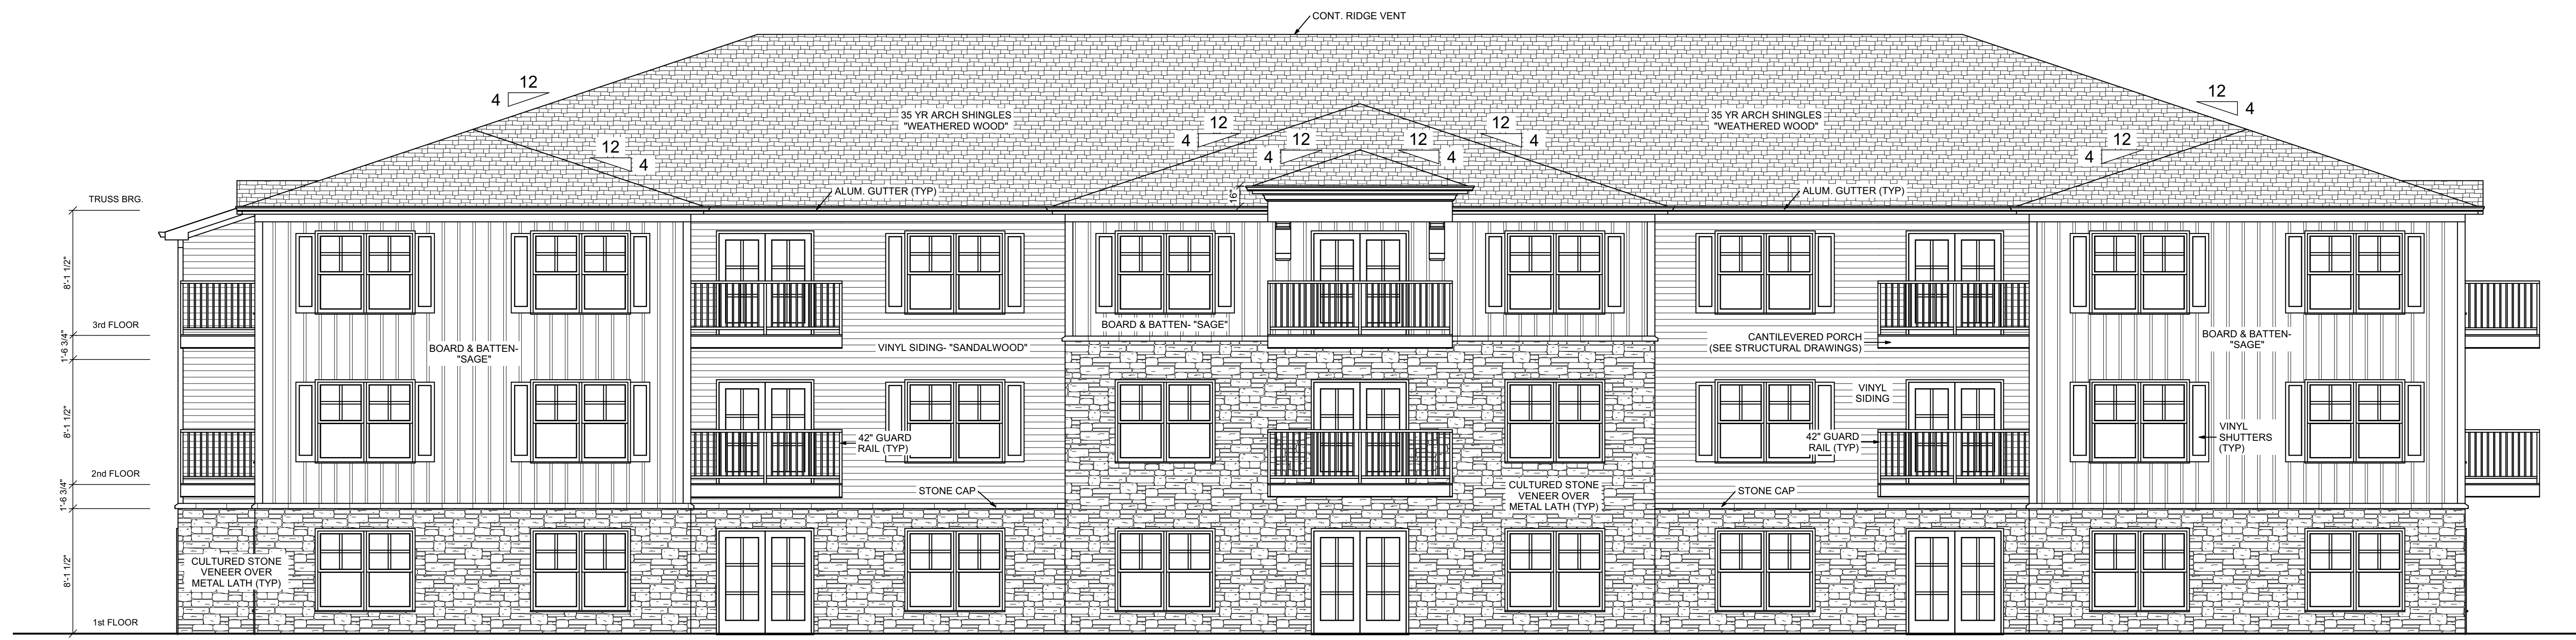 CONT. RIDGE VENT
12
4
12
4
35 YR ARCH SHINGLES
"WEATHERED WOOD"
35 YR ARCH SHINGLES
"WEATHERED WOOD"
12
4
12
4
12
4
12
4
12
4
12
4
TRUSS BRG.
ALUM. GUTTER (TYP)
16"
ALUM. GUTTER (TYP)
8'-1 1/2"
3rd FLOOR
1'-6 3/4"
BOARD & BATTEN-
"SAGE"
VINYL SIDING- "SANDALWOOD"
BOARD & BATTEN- "SAGE"
CANTILEVERED PORCH
(SEE STRUCTURAL DRAWINGS)
BOARD & BATTEN-
"SAGE"
8'-1 1/2"
VINYL
SIDING
42" GUARD
RAIL (TYP)
42" GUARD
RAIL (TYP)
VINYL
SHUTTERS
(TYP)
2nd FLOOR
1'-6 3/4"
STONE CAP
CULTURED STONE
VENEER OVER
METAL LATH (TYP)
STONE CAP
8'-1 1/2"
CULTURED STONE
VENEER OVER
METAL LATH (TYP)
1st FLOOR